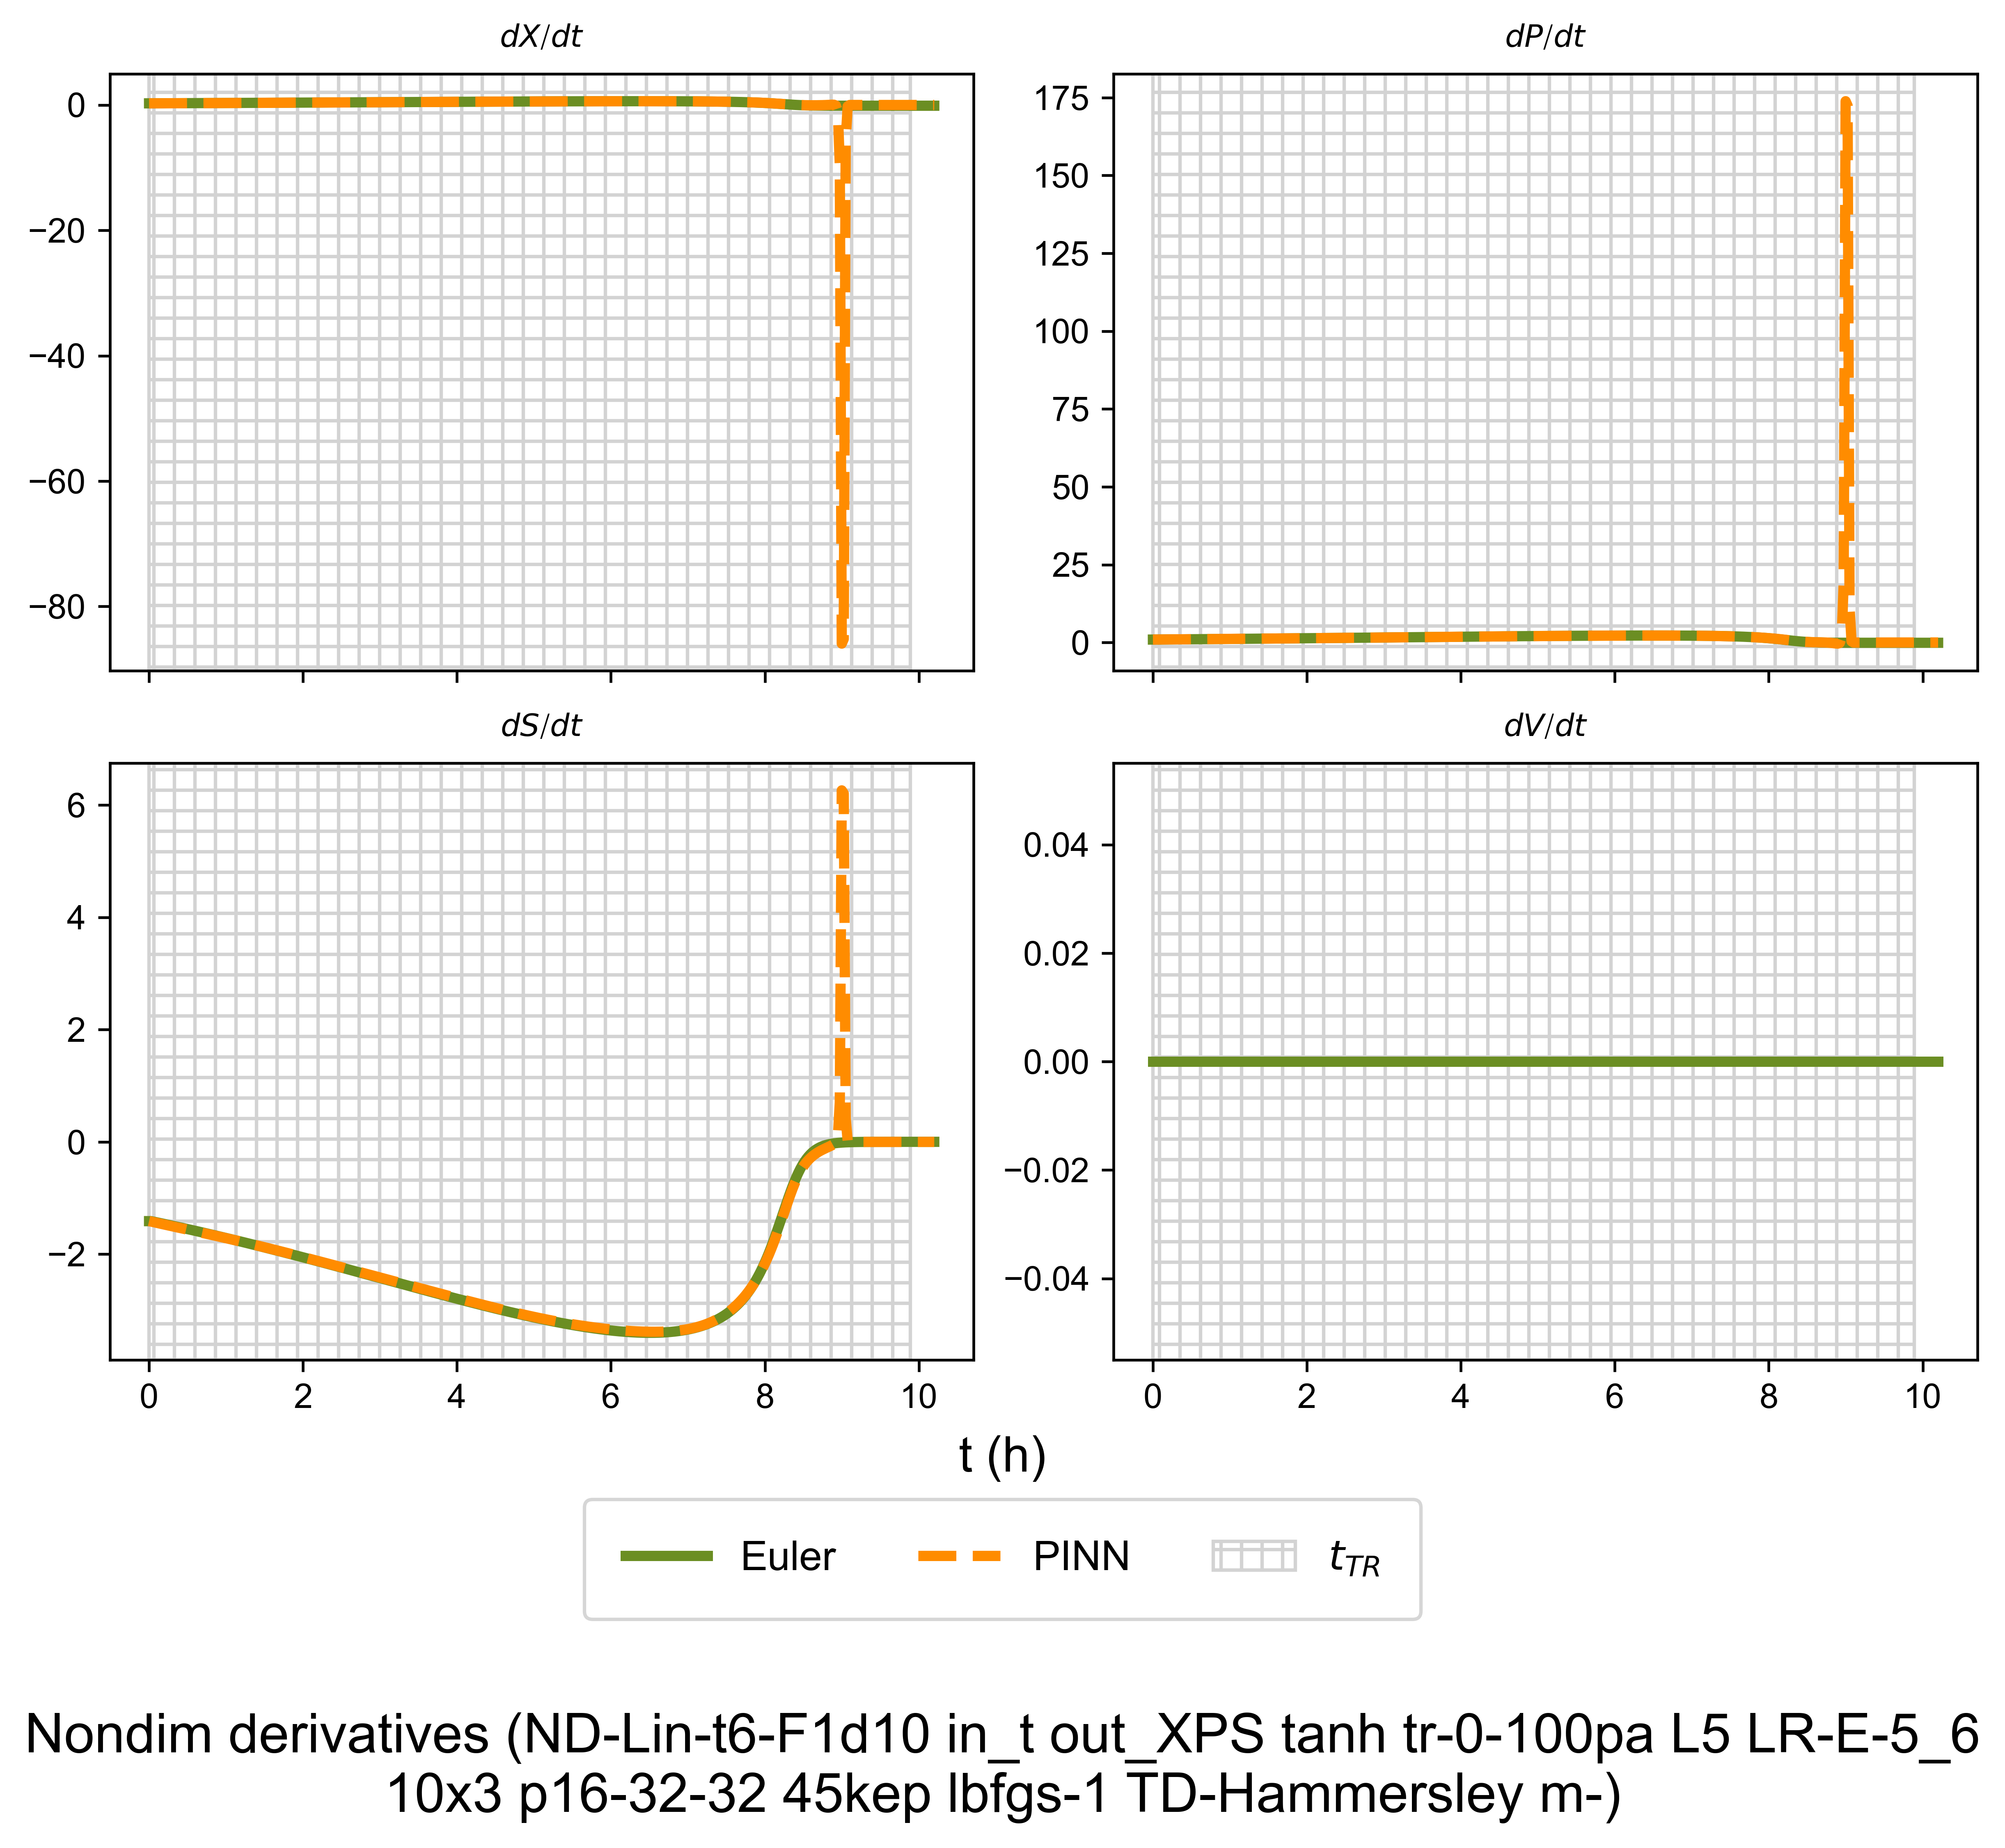 dX/dt
dP/dt
0
−20
−40
−60
−80
175
150
125
100
75
50
25
0
dS/dt
dV/dt
6
4
2
0
−2
0.04
0.02
0.00
−0.02
−0.04
0 2 4 6 8 10
0 2 4 6 8 10
t (h)
Euler PINN t_TR
Nondim derivatives (ND-Lin-t6-F1d10 in_t out_XPS tanh tr-0-100pa L5 LR-E-5_6
10x3 p16-32-32 45kep lbfgs-1 TD-Hammersley m-)